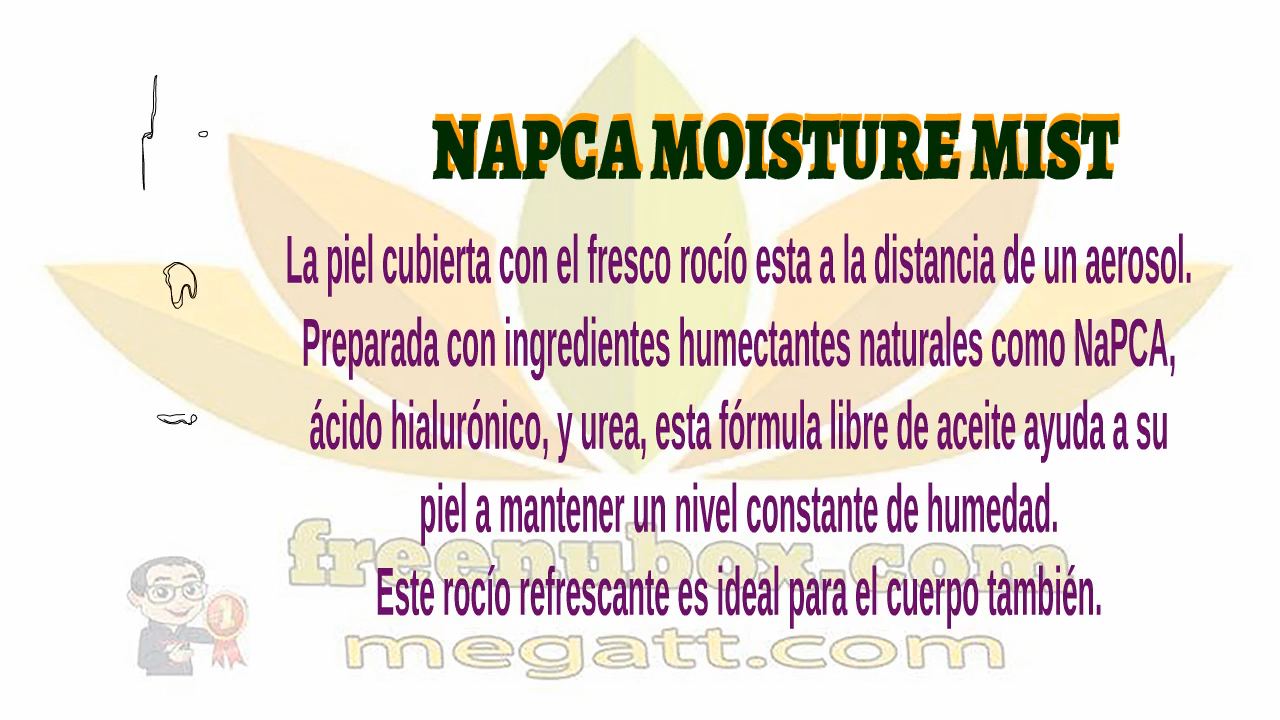 NAPCA MOISTURE MIST
La piel cubierta con el fresco rocío esta a la distancia de un aerosol.
Preparada con ingredientes humectantes naturales como NaPCA,
ácido hialurónico, y urea, esta fórmula libre de aceite ayuda a su
piel a mantener un nivel constante de humedad.
freenubox.com
Este rocío refrescante es ideal para el cuerpo también.
1
megatt.com